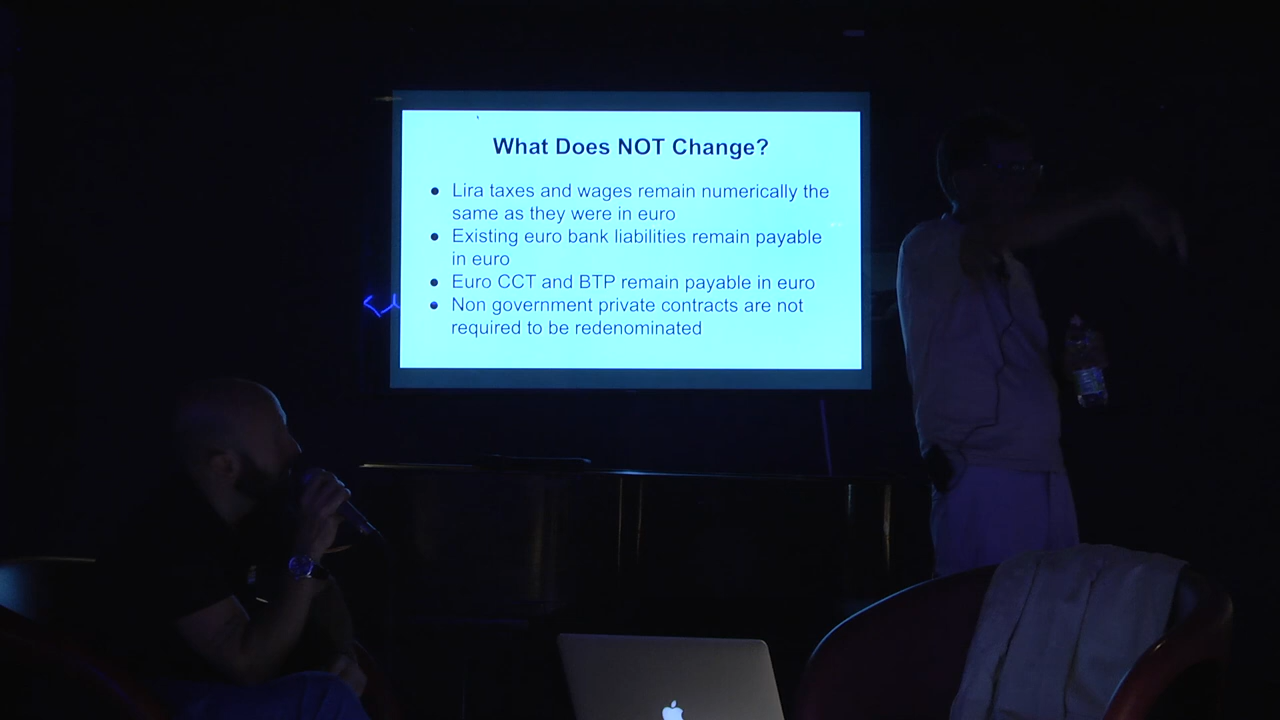 What Does NOT Change?
● Lira taxes and wages remain numerically the
same as they were in euro
● Existing euro bank liabilities remain payable
in euro
● Euro CCT and BTP remain payable in euro
● Non government private contracts are not
required to be redenominated